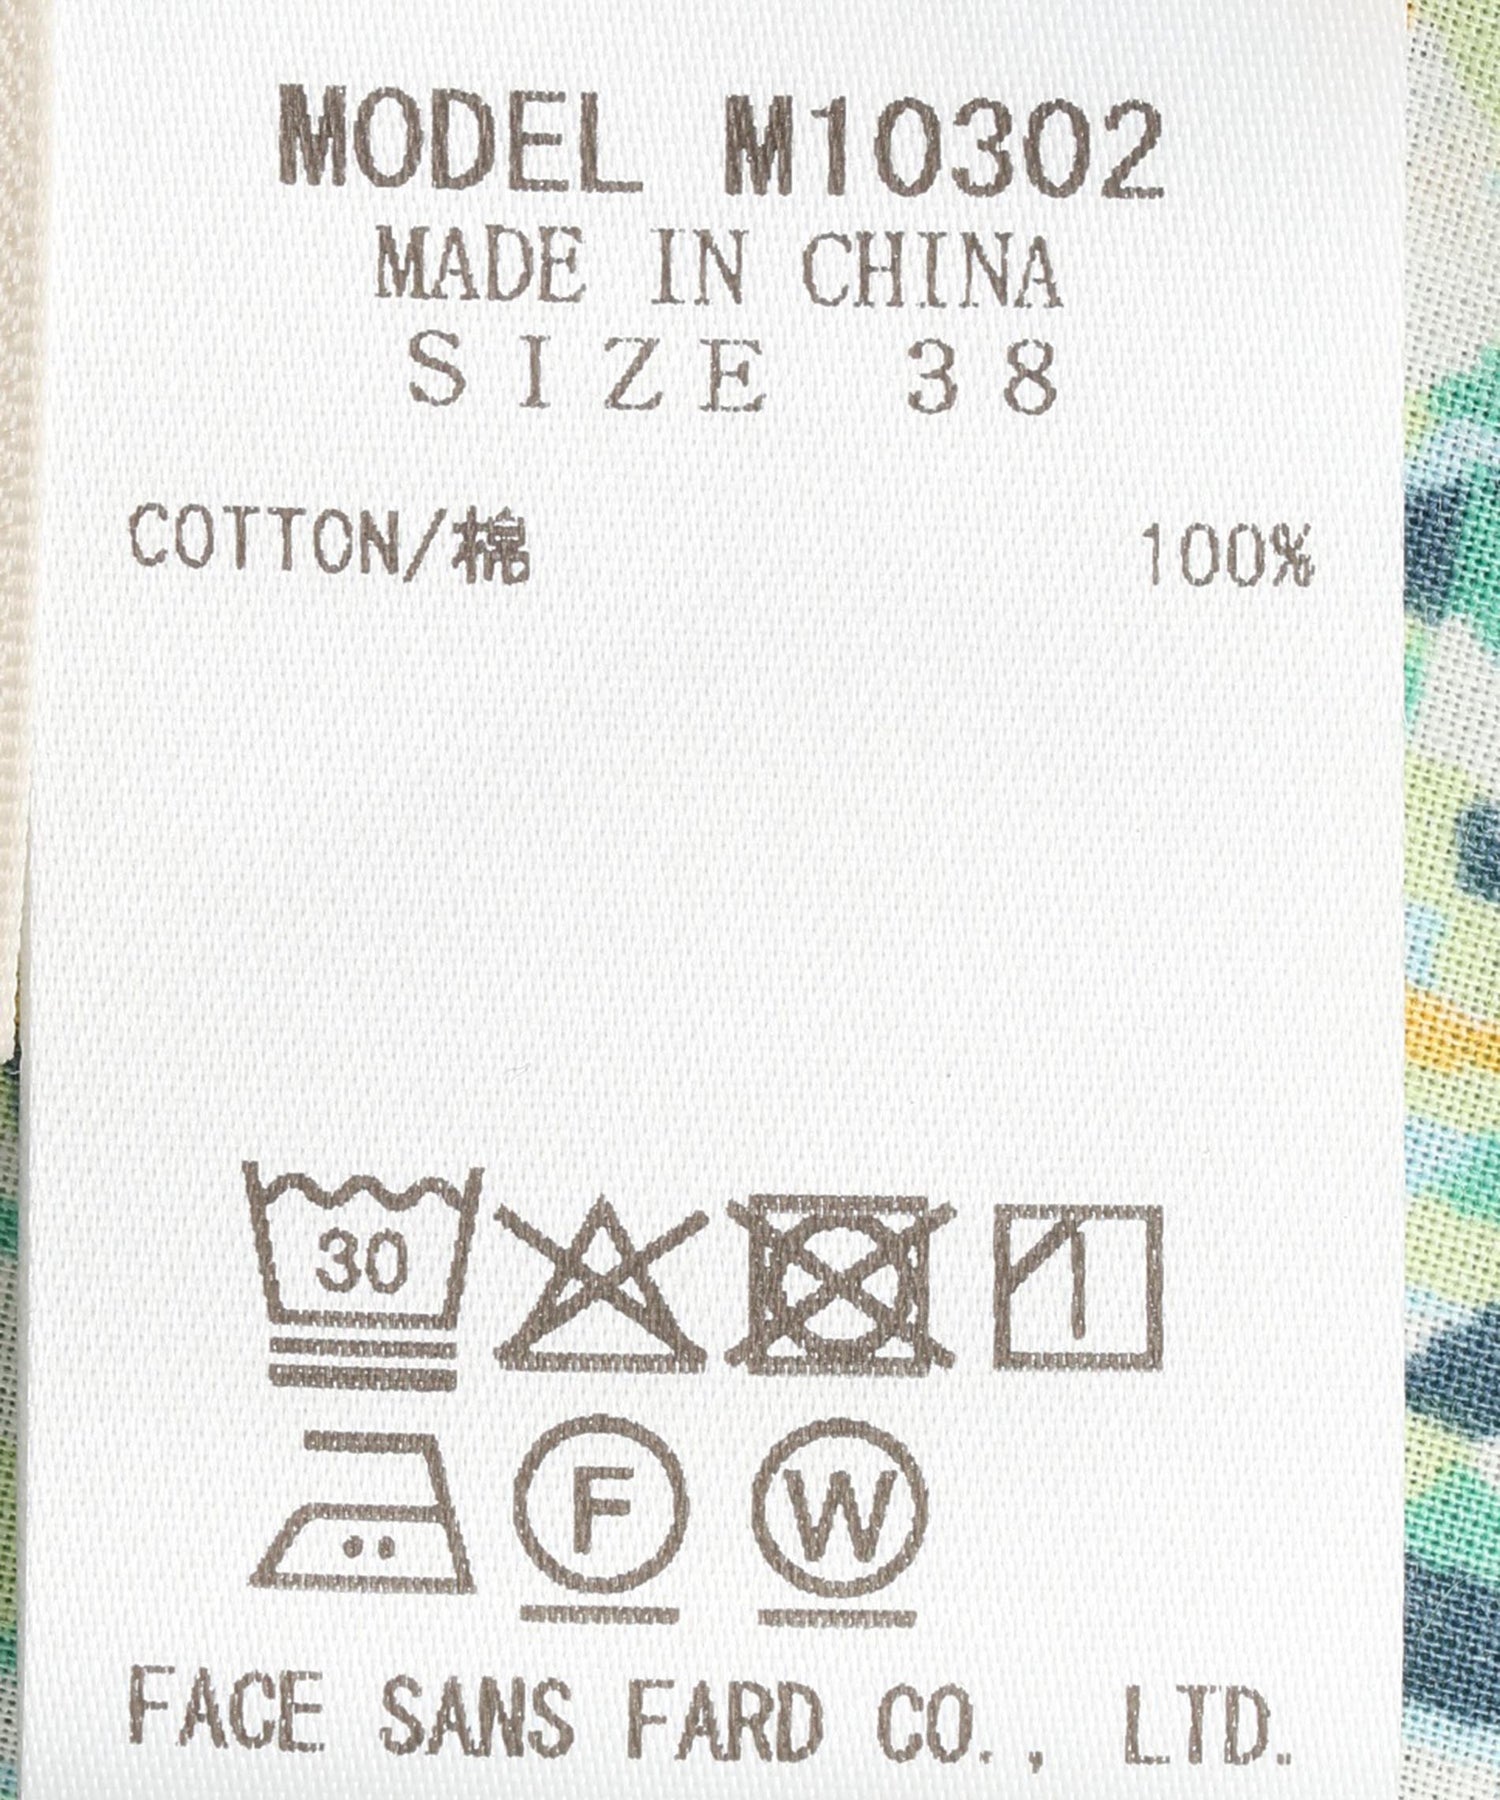 MODEL M10302
MADE IN CHINA
SIZE 38
COTTON/棉 100%
30
F W
FACE SANS FARD CO., LTD.